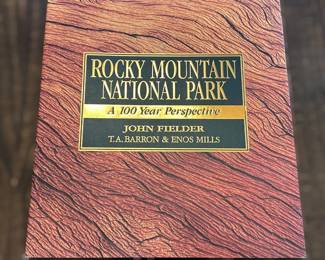 ROCKY MOUNTAIN
NATIONAL PARK
A 100 Year Perspective
JOHN FIELDER
T.A. BARRON & ENOS MILLS